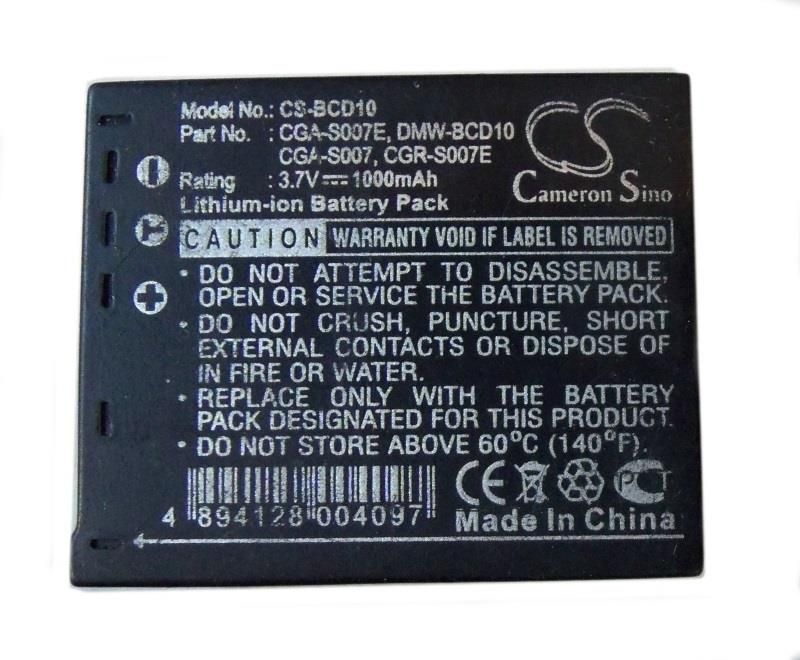 Model No.: CS-BCD10
Part No. : CGA-S007E, DMW-BCD10
CGA-S007, CGR-S007E
Rating : 3.7V⎓1000mAh
Lithium-ion Battery Pack
CS
Cameron Sino
CAUTION WARRANTY VOID IF LABEL IS REMOVED
• DO NOT ATTEMPT TO DISASSEMBLE,
OPEN OR SERVICE THE BATTERY PACK.
• DO NOT CRUSH, PUNCTURE, SHORT
EXTERNAL CONTACTS OR DISPOSE OF
IN FIRE OR WATER.
• REPLACE ONLY WITH THE BATTERY
PACK DESIGNATED FOR THIS PRODUCT.
• DO NOT STORE ABOVE 60°C (140°F).
4 894128 004097
CE PCT
Made In China
− C +